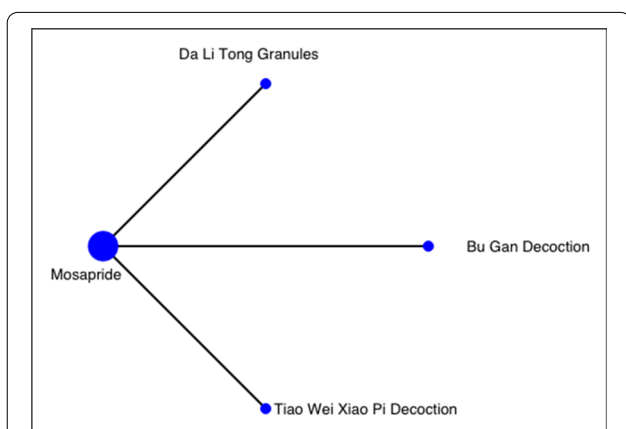 Da Li Tong Granules
Bu Gan Decoction
Mosapride
Tiao Wei Xiao Pi Decoction